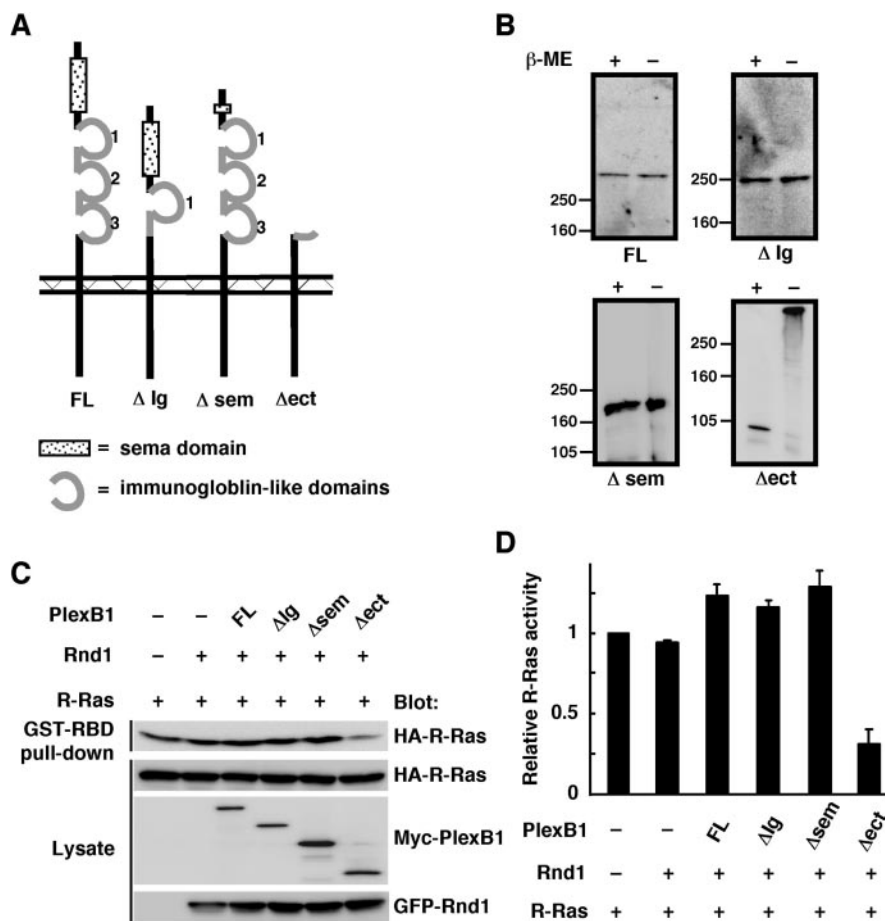 A
1
2
3
1
1
2
3
FL
Δ Ig
Δ sem
Δect
= sema domain
= immunogloblin-like domains
B
β-ME
+ − + −
250
160
250
160
FL
Δ Ig
+ − + −
250
160
105
250
160
105
Δ sem
Δect
C
PlexB1 − − FL ΔIg Δsem Δect
Rnd1 − + + + + +
R-Ras + + + + + + Blot:
GST-RBD
pull-down
HA-R-Ras
HA-R-Ras
Lysate
Myc-PlexB1
GFP-Rnd1
D
Relative R-Ras activity
1
0.5
0
PlexB1 − − FL ΔIg Δsem Δect
Rnd1 − + + + + +
R-Ras + + + + + +